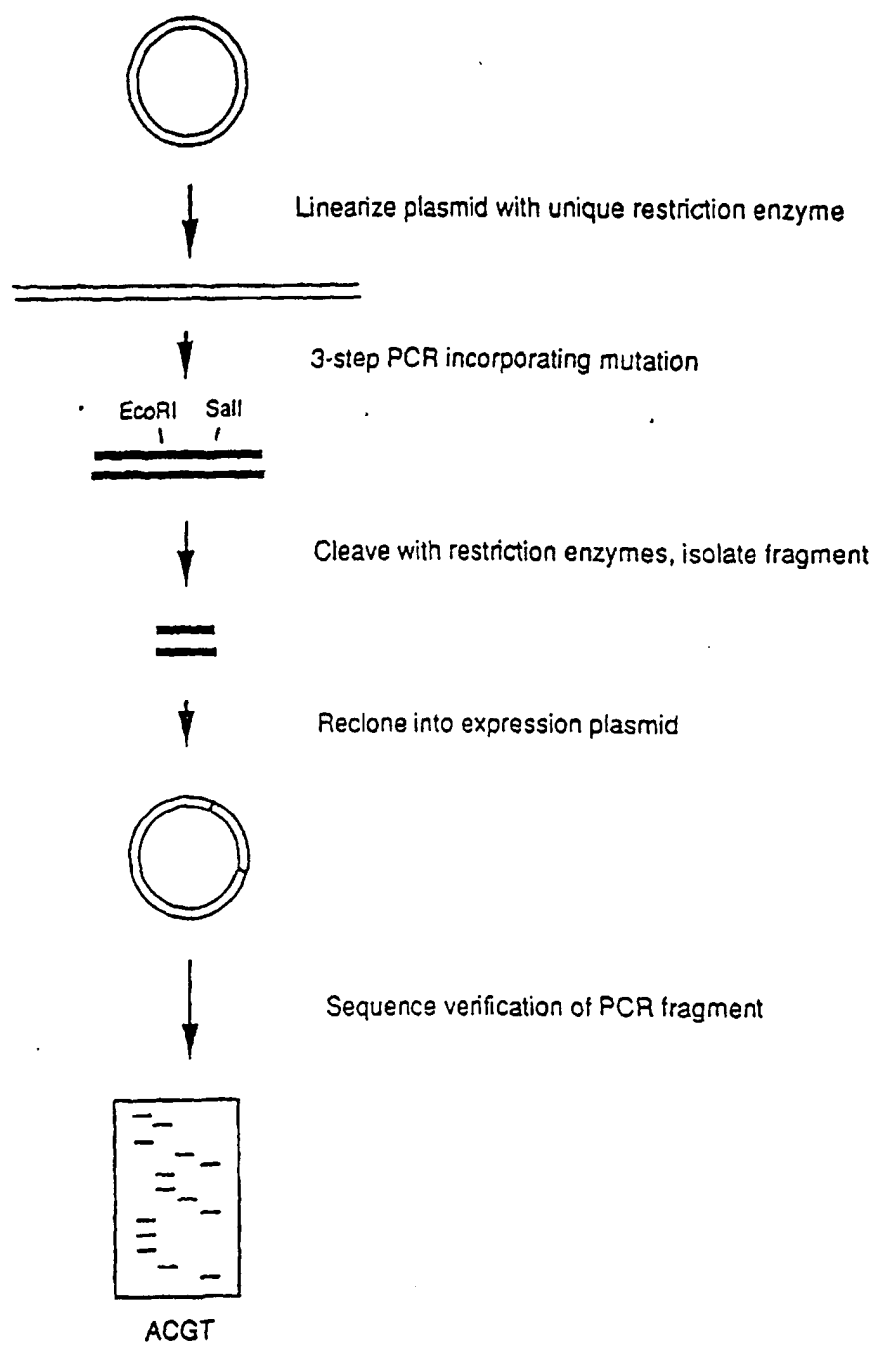 Linearize plasmid with unique restriction enzyme
3-step PCR incorporating mutation
EcoRI SalI
Cleave with restriction enzymes, isolate fragment
Reclone into expression plasmid
Sequence verification of PCR fragment
ACGT